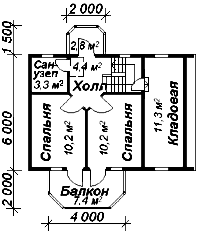 2 000
1 500
2,8 м²
4,4 м²
Сан-
узел
3,3 м²
Холл
6 000
Спальня
10,2 м²
10,2 м²
Спальня
11,3 м²
Кладовая
Балкон
7,4 м²
2 000
4 000